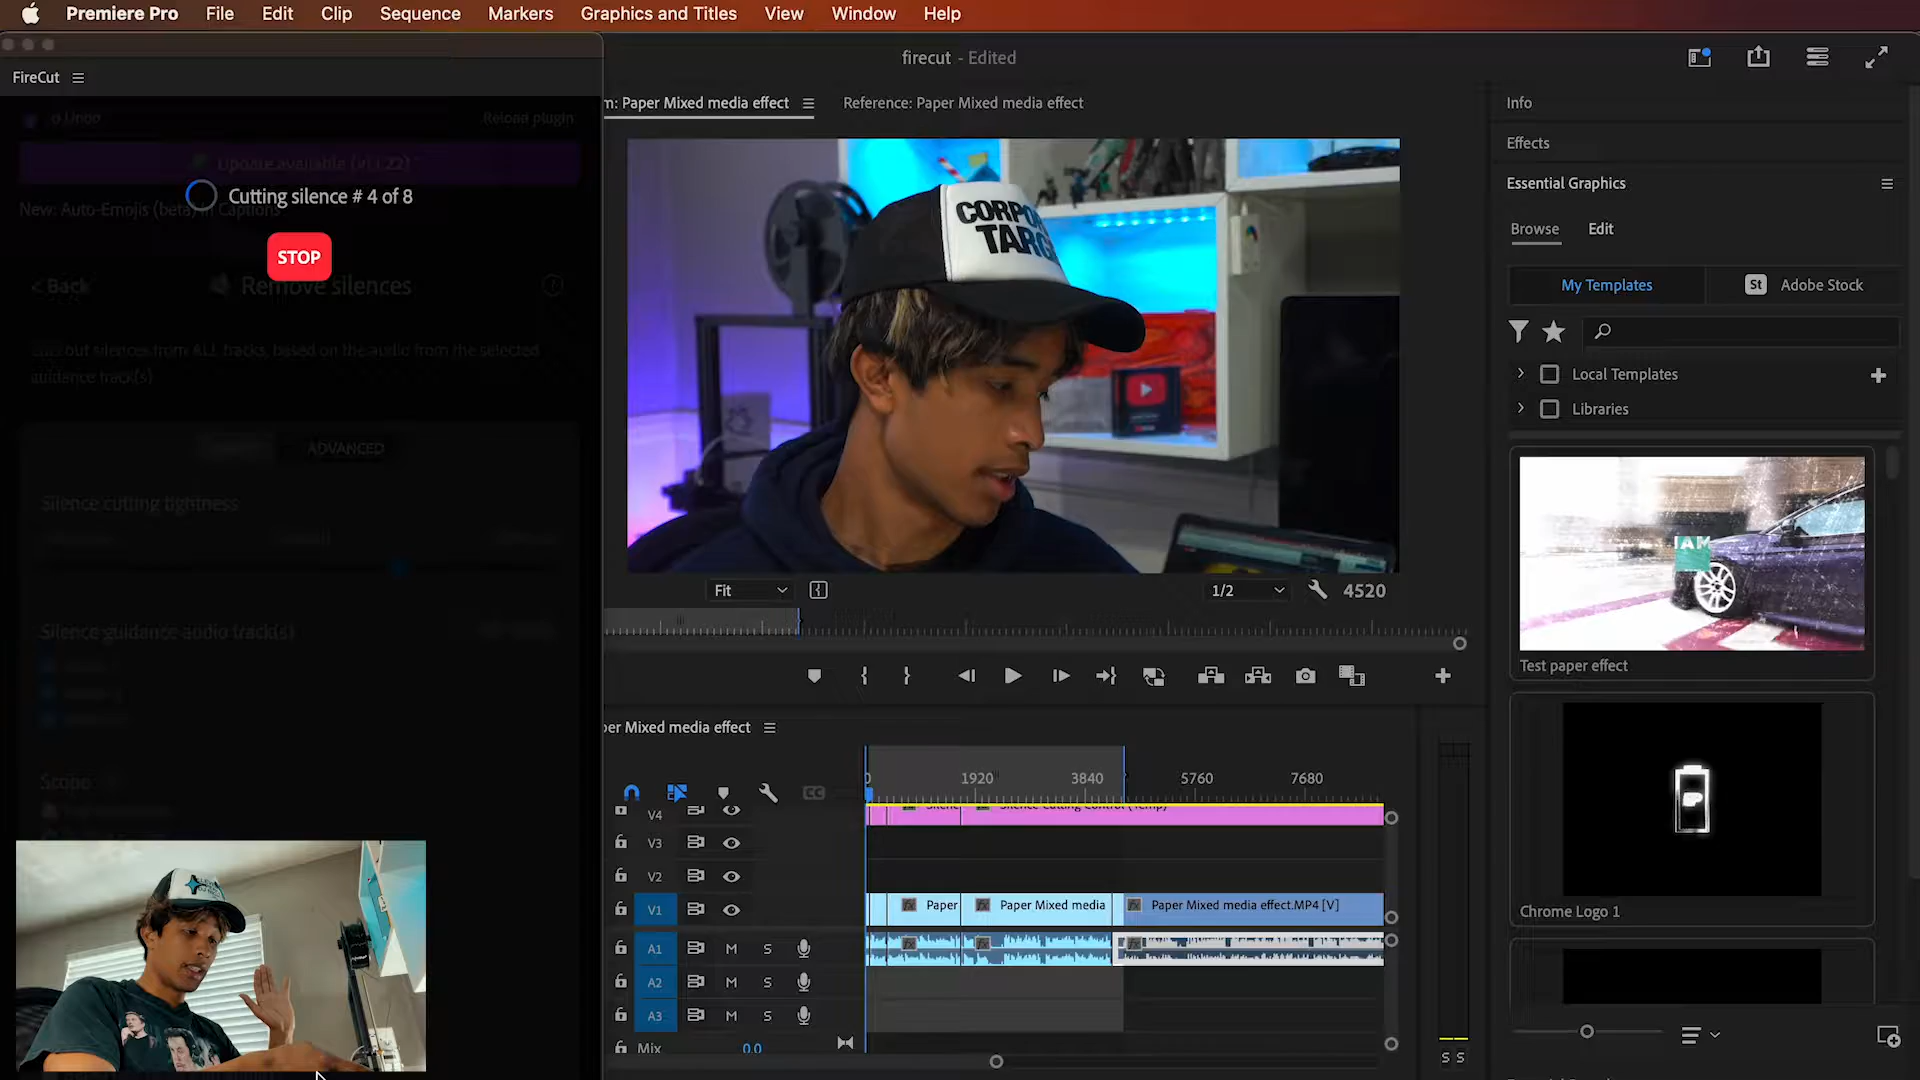 Premiere Pro File Edit Clip Sequence Markers Graphics and Titles View Window Help
firecut - Edited
FireCut
Undo
Reload plugin
Update available (v1.1.22)
Cutting silence # 4 of 8
New: Auto-Emojis (beta) in Captions
STOP
< Back
Remove silences
out silences from ALL tracks, based on the audio from the selected
guidance track(s)
ADVANCED
Silence cutting tightness
Silence guidance audio track(s)
Scope
m: Paper Mixed media effect
Reference: Paper Mixed media effect
CORPO
TARG
Fit
1/2
4520
per Mixed media effect
0 1920 3840 5760 7680
V4
Silence Cutting Control (Temp)
V3
V2
V1
Paper
Paper Mixed media
Paper Mixed media effect.MP4 [V]
A1 M S
A2 M S
A3 M S
Mix 0.0
S S
Info
Effects
Essential Graphics
Browse Edit
My Templates
St Adobe Stock
Local Templates
Libraries
IAM
Test paper effect
Chrome Logo 1